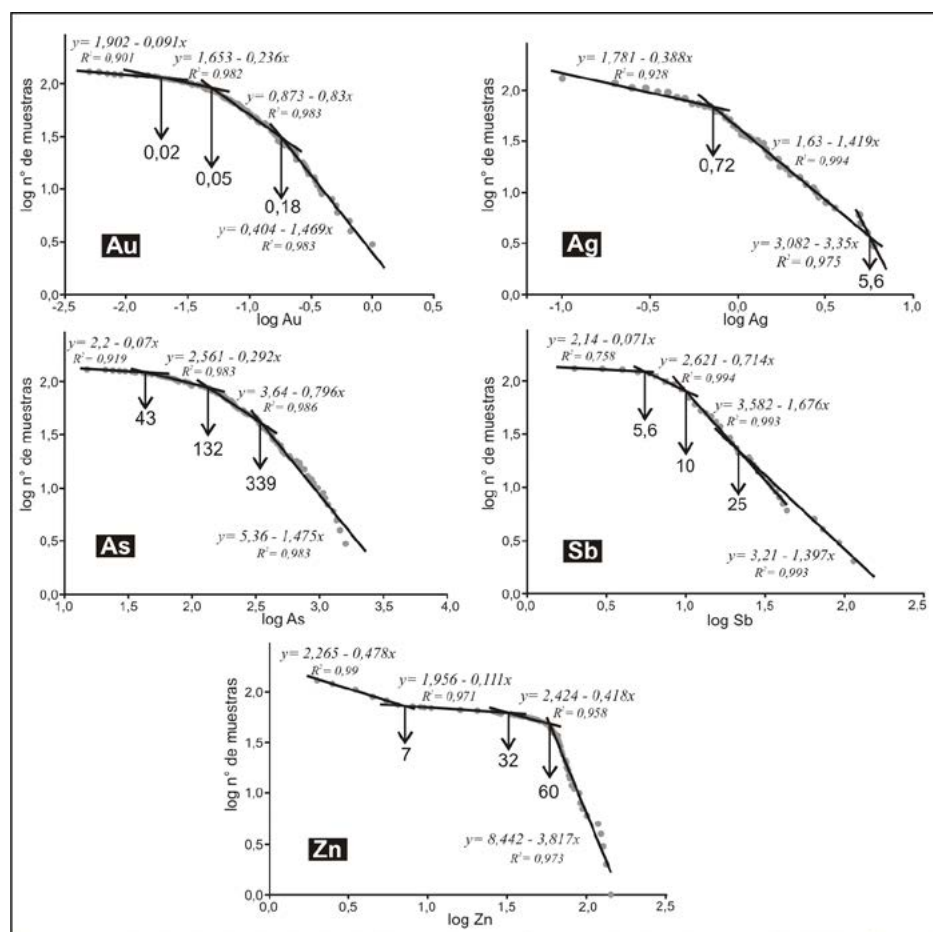 y= 1,902 - 0,091x
R²= 0,901
y= 1,653 - 0,236x
R²= 0,982
y= 0,873 - 0,83x
R²= 0,983
0,02
0,05
0,18
y= 0,404 - 1,469x
R²= 0,983
Au
log n° de muestras
2,0
1,5
1,0
0,5
0,0
-2,5
-2,0
-1,5
-1,0
-0,5
0,0
0,5
log Au
y= 1,781 - 0,388x
R²= 0,928
y= 1,63 - 1,419x
R²= 0,994
0,72
y= 3,082 - 3,35x
R²= 0,975
5,6
Ag
log n° de muestras
2,5
2,0
1,5
1,0
0,5
0,0
-1,0
-0,5
0,0
0,5
1,0
log Ag
y= 2,2 - 0,07x
R²= 0,919
y= 2,561 - 0,292x
R²= 0,983
y= 3,64 - 0,796x
R²= 0,986
43
132
339
y= 5,36 - 1,475x
R²= 0,983
As
log n° de muestras
2,0
1,5
1,0
0,5
0,0
1,0
1,5
2,0
2,5
3,0
3,5
4,0
log As
y= 2,14 - 0,071x
R²= 0,758
y= 2,621 - 0,714x
R²= 0,994
y= 3,582 - 1,676x
R²= 0,993
5,6
10
25
y= 3,21 - 1,397x
R²= 0,993
Sb
log n° de muestras
2,0
1,5
1,0
0,5
0,0
0,0
0,5
1,0
1,5
2,0
2,5
log Sb
y= 2,265 - 0,478x
R²= 0,99
y= 1,956 - 0,111x
R²= 0,971
y= 2,424 - 0,418x
R²= 0,958
7
32
60
y= 8,442 - 3,817x
R²= 0,973
Zn
log n° de muestras
2,0
1,5
1,0
0,5
0,0
0,0
0,5
1,0
1,5
2,0
2,5
log Zn